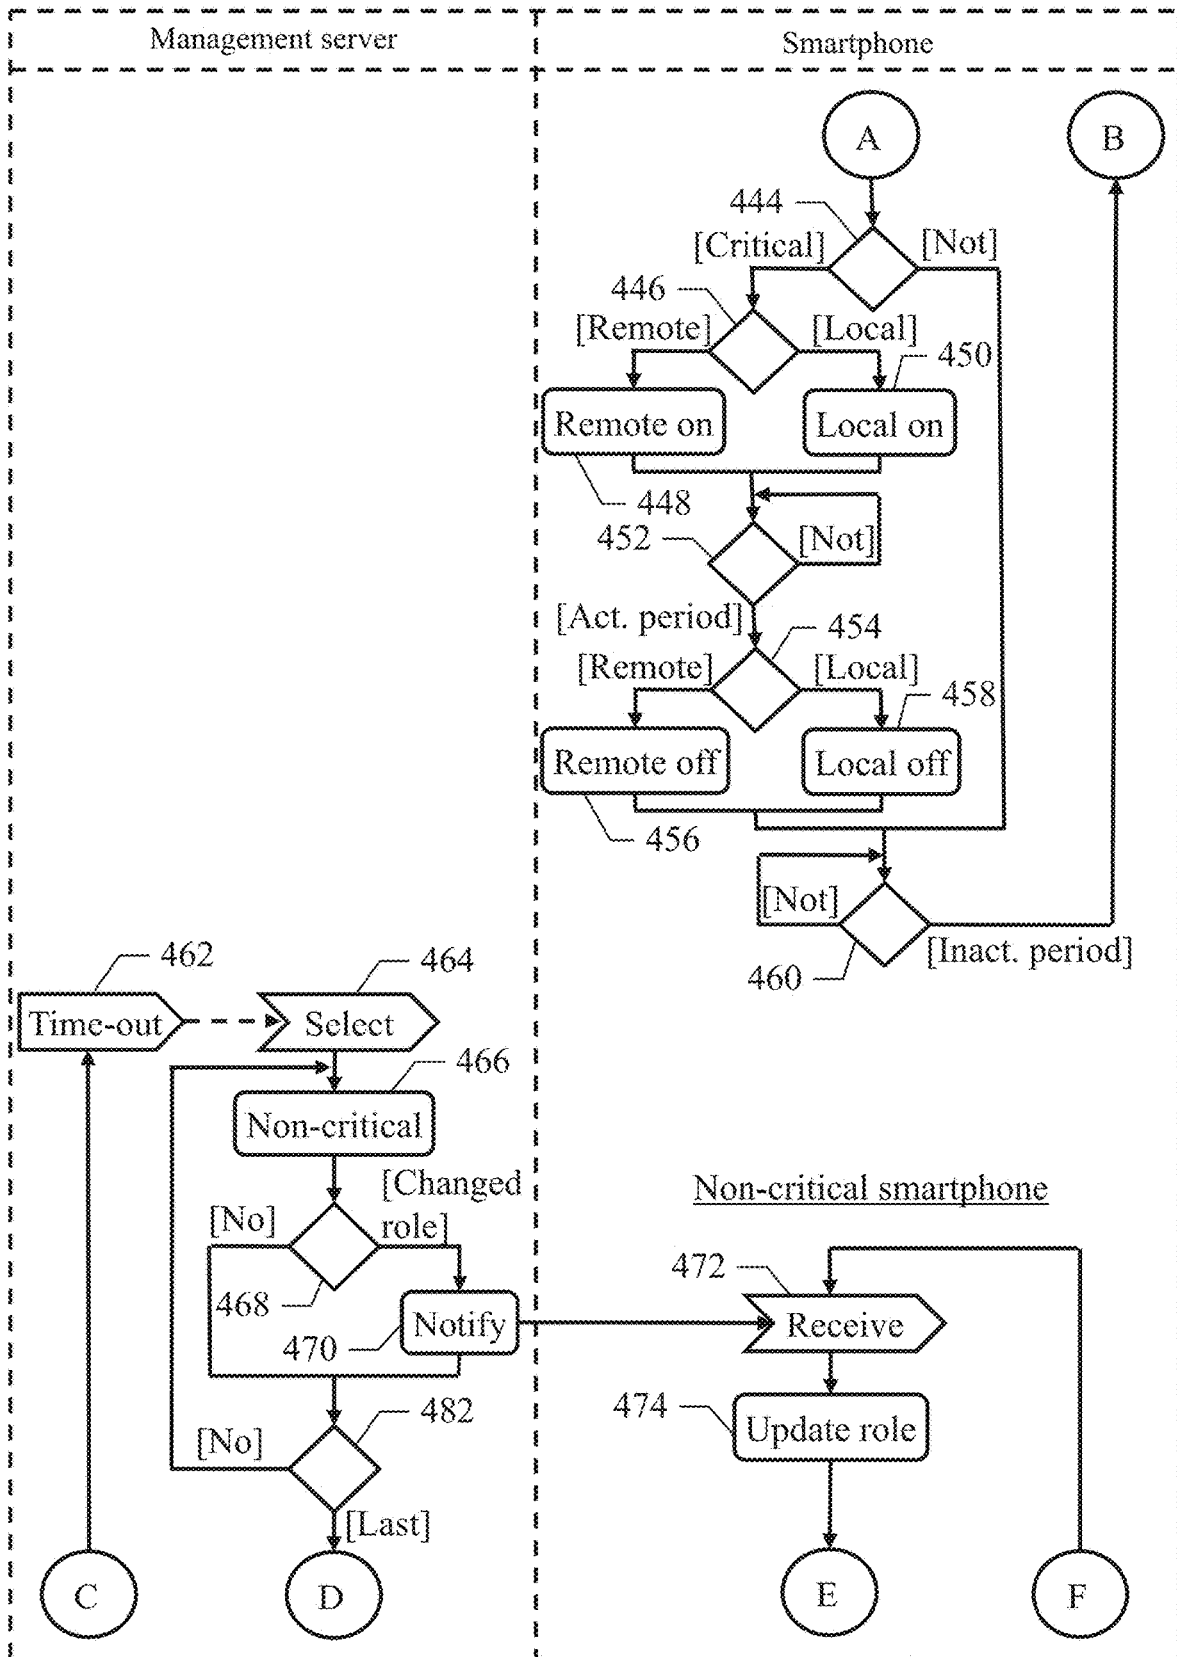 Management server
Smartphone
A
B
444
[Critical]
[Not]
446
[Remote]
[Local]
450
Remote on
Local on
448
452
[Not]
[Act. period]
454
[Remote]
[Local]
458
Remote off
Local off
456
[Not]
460
[Inact. period]
462
464
Time-out
Select
466
Non-critical
[Changed
role]
[No]
468
Notify
470
482
[No]
[Last]
C
D
Non-critical smartphone
472
Receive
474
Update role
E
F